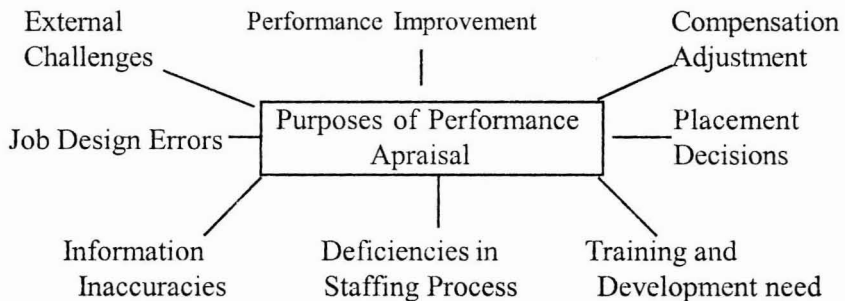 External
Challenges
Performance Improvement
Compensation
Adjustment
Job Design Errors
Purposes of Performance
Apraisal
Placement
Decisions
Information
Inaccuracies
Deficiencies in
Staffing Process
Training and
Development need